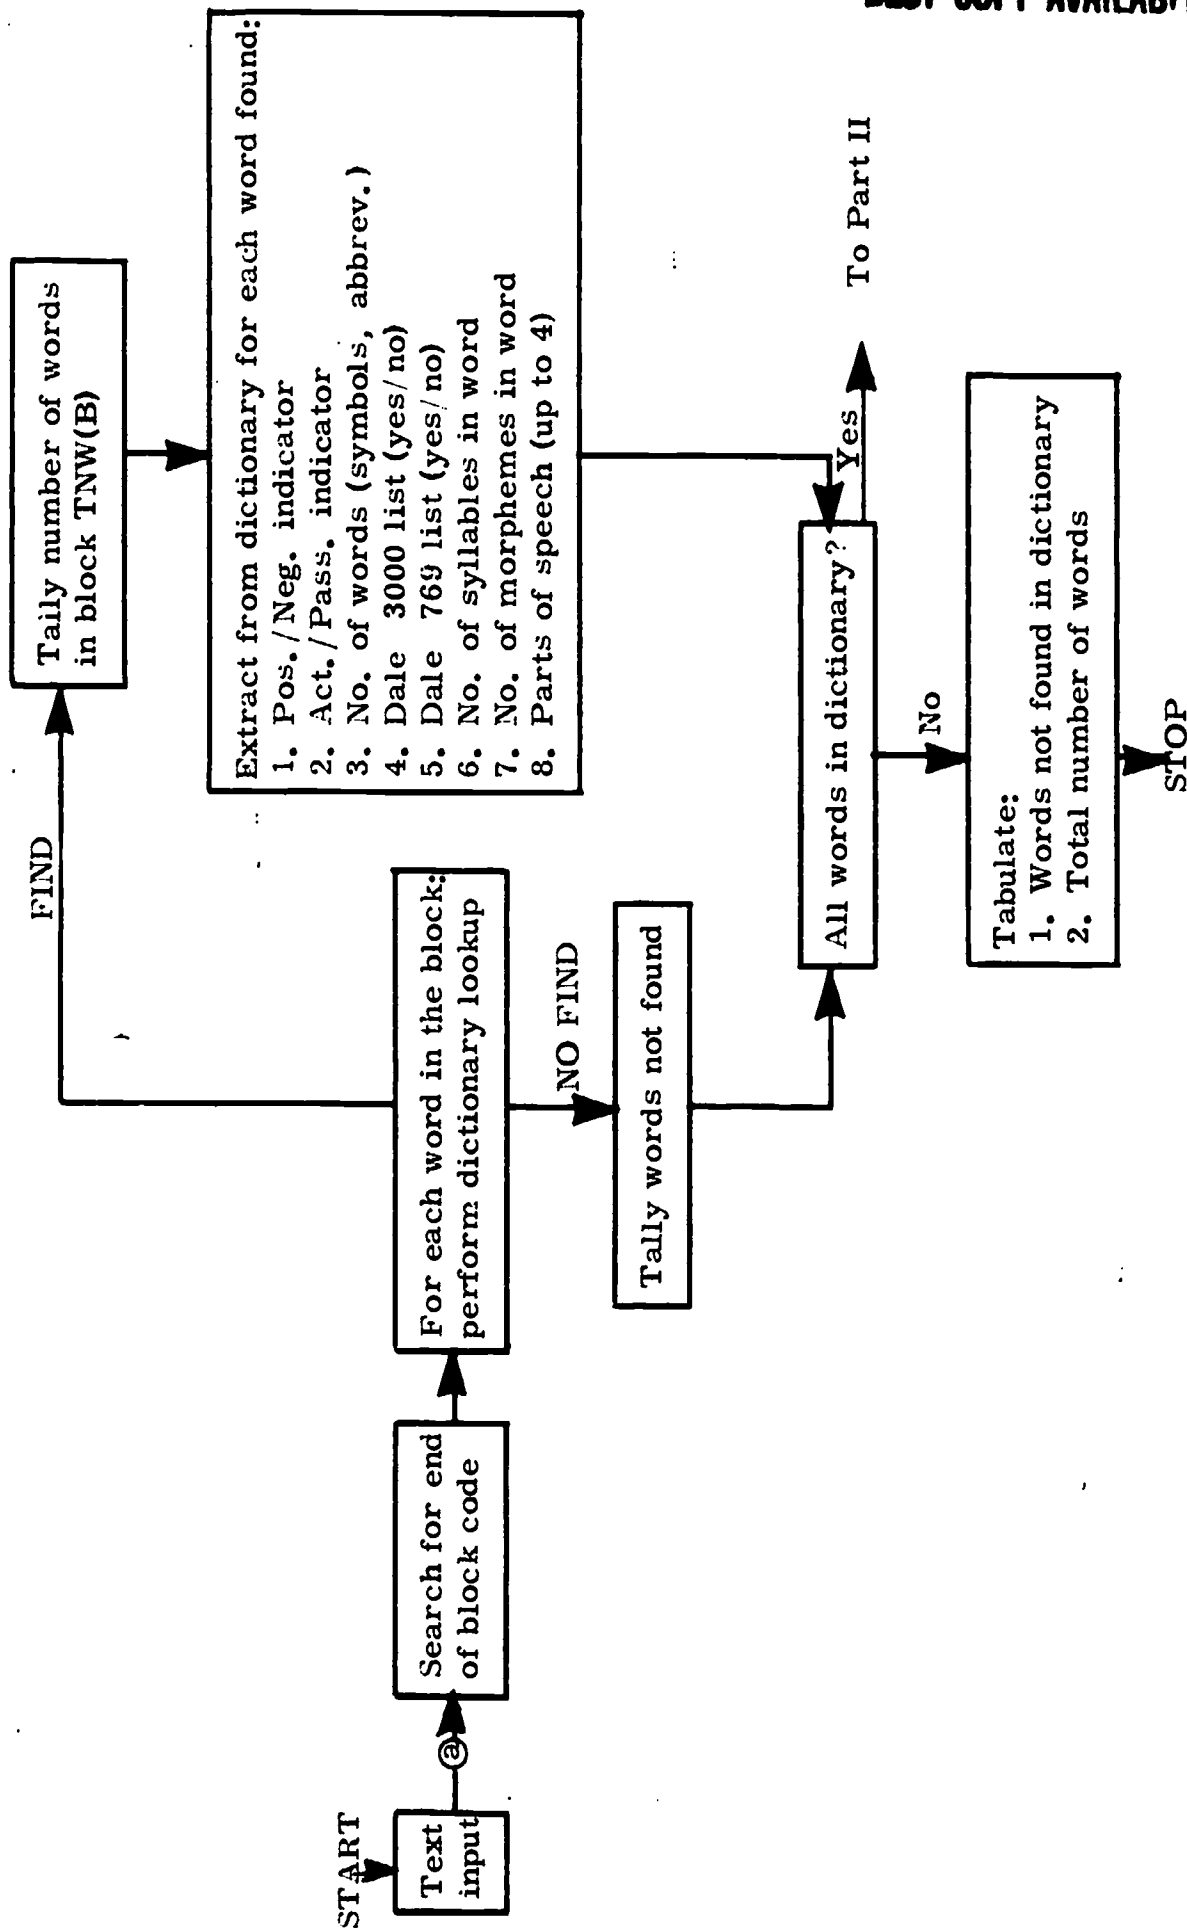 START
Text
input
a
Search for end
of block code
For each word in the block:
perform dictionary lookup
FIND
Tally number of words
in block TNW(B)
Extract from dictionary for each word found:
1. Pos./Neg. indicator
2. Act./Pass. indicator
3. No. of words (symbols, abbrev.)
4. Dale 3000 list (yes/no)
5. Dale 769 list (yes/no)
6. No. of syllables in word
7. No. of morphemes in word
8. Parts of speech (up to 4)
NO FIND
Tally words not found
All words in dictionary?
Yes
To Part II
No
Tabulate:
1. Words not found in dictionary
2. Total number of words
STOP